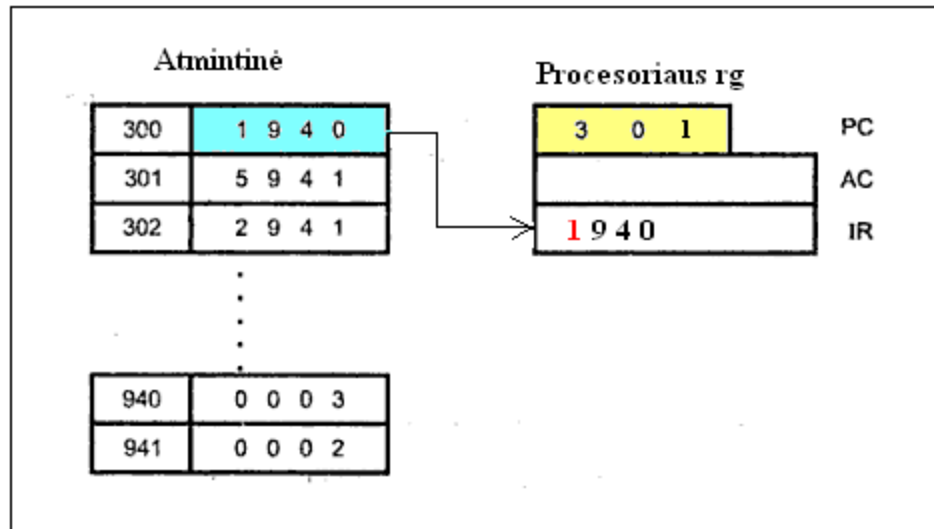 Atmintinė
Procesoriaus rg
300 1 9 4 0
3 0 1 PC
301 5 9 4 1
AC
302 2 9 4 1
1 9 4 0 IR
940 0 0 0 3
941 0 0 0 2